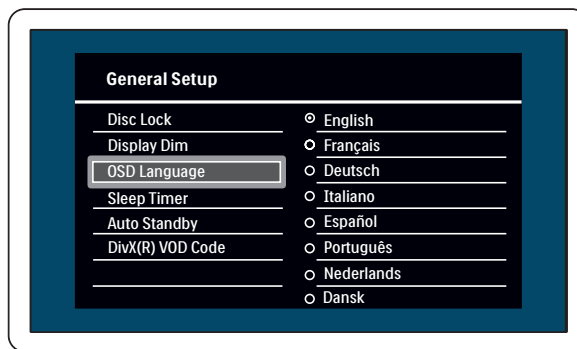 General Setup
Disc Lock
Display Dim
OSD Language
Sleep Timer
Auto Standby
DivX(R) VOD Code
English
Français
Deutsch
Italiano
Español
Português
Nederlands
Dansk